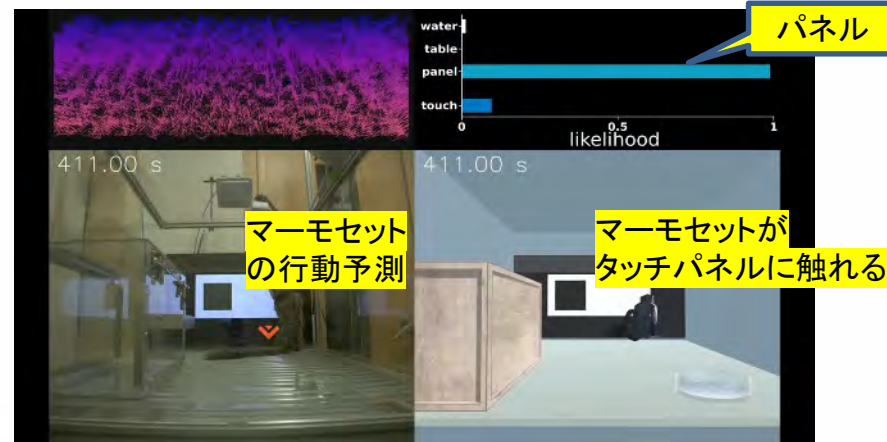 water
table
panel
touch
0
0.5
1
likelihood
パネル
411.00 s
411.00 s
マーモセット
の行動予測
マーモセットが
タッチパネルに触れる